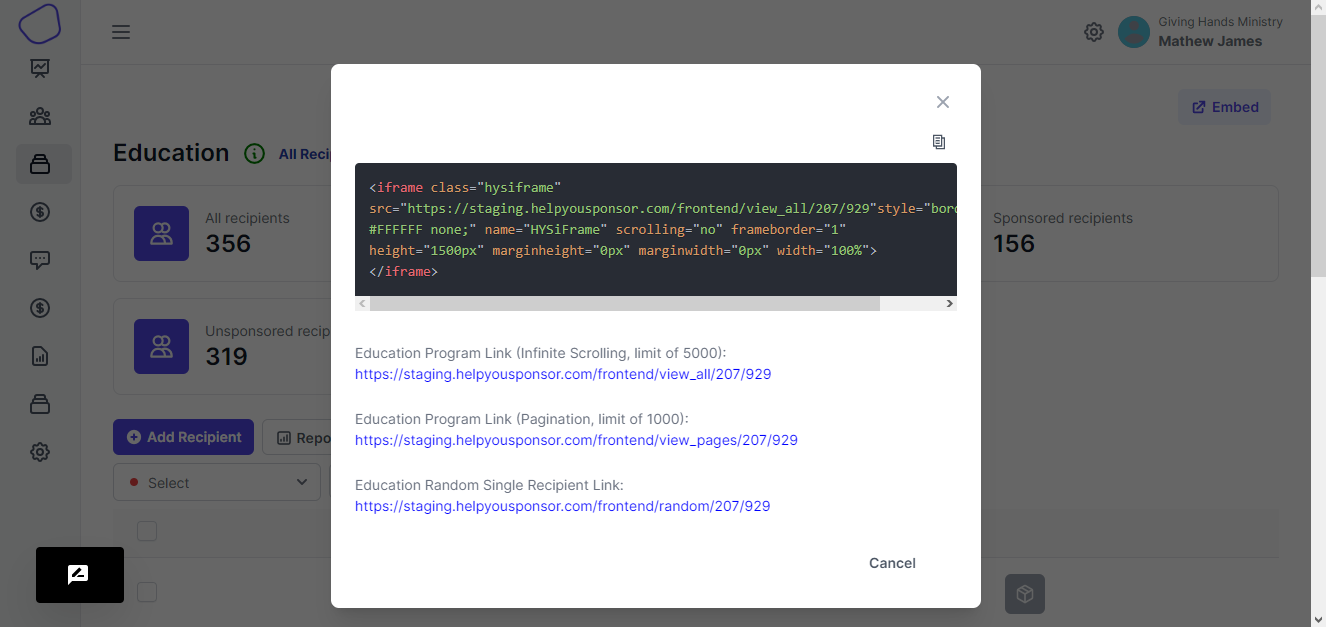 Giving Hands Ministry
Mathew James
Embed
Education
All Reci
All recipients
356
Sponsored recipients
156
Unsponsored recip
319
Add Recipient
Repo
Select
<iframe class="hysiframe"
src="https://staging.helpyousponsor.com/frontend/view_all/207/929"style="bord
#FFFFFF none;" name="HYSiFrame" scrolling="no" frameborder="1"
height="1500px" marginheight="0px" marginwidth="0px" width="100%">
</iframe>
Education Program Link (Infinite Scrolling, limit of 5000):
https://staging.helpyousponsor.com/frontend/view_all/207/929
Education Program Link (Pagination, limit of 1000):
https://staging.helpyousponsor.com/frontend/view_pages/207/929
Education Random Single Recipient Link:
https://staging.helpyousponsor.com/frontend/random/207/929
Cancel